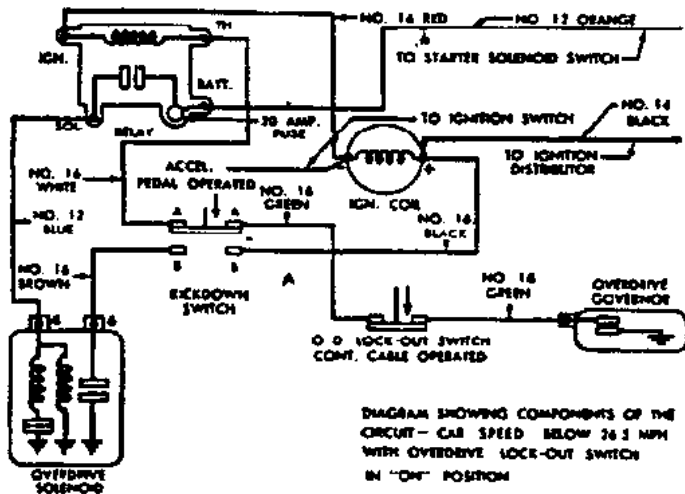 TH
NO. 16 RED
NO. 12 ORANGE
IGN.
BATT.
TO STARTER SOLENOID SWITCH
SOL
RELAY
20 AMP.
FUSE
TO IGNITION SWITCH
NO. 16
BLACK
TO IGNITION
DISTRIBUTOR
NO. 16
WHITE
ACCEL.
PEDAL OPERATED
NO. 16
GREEN
IGN. COIL
- +
NO. 16
BLACK
NO. 12
BLUE
A A
B B
NO. 16
BROWN
KICKDOWN
SWITCH
A
NO. 16
GREEN
OVERDRIVE
GOVERNOR
6 4
O.D. LOCK-OUT SWITCH
CONT. CABLE OPERATED
OVERDRIVE
SOLENOID
DIAGRAM SHOWING COMPONENTS OF THE
CIRCUIT — CAR SPEED BELOW 26.5 MPH
WITH OVERDRIVE LOCK-OUT SWITCH
IN "ON" POSITION